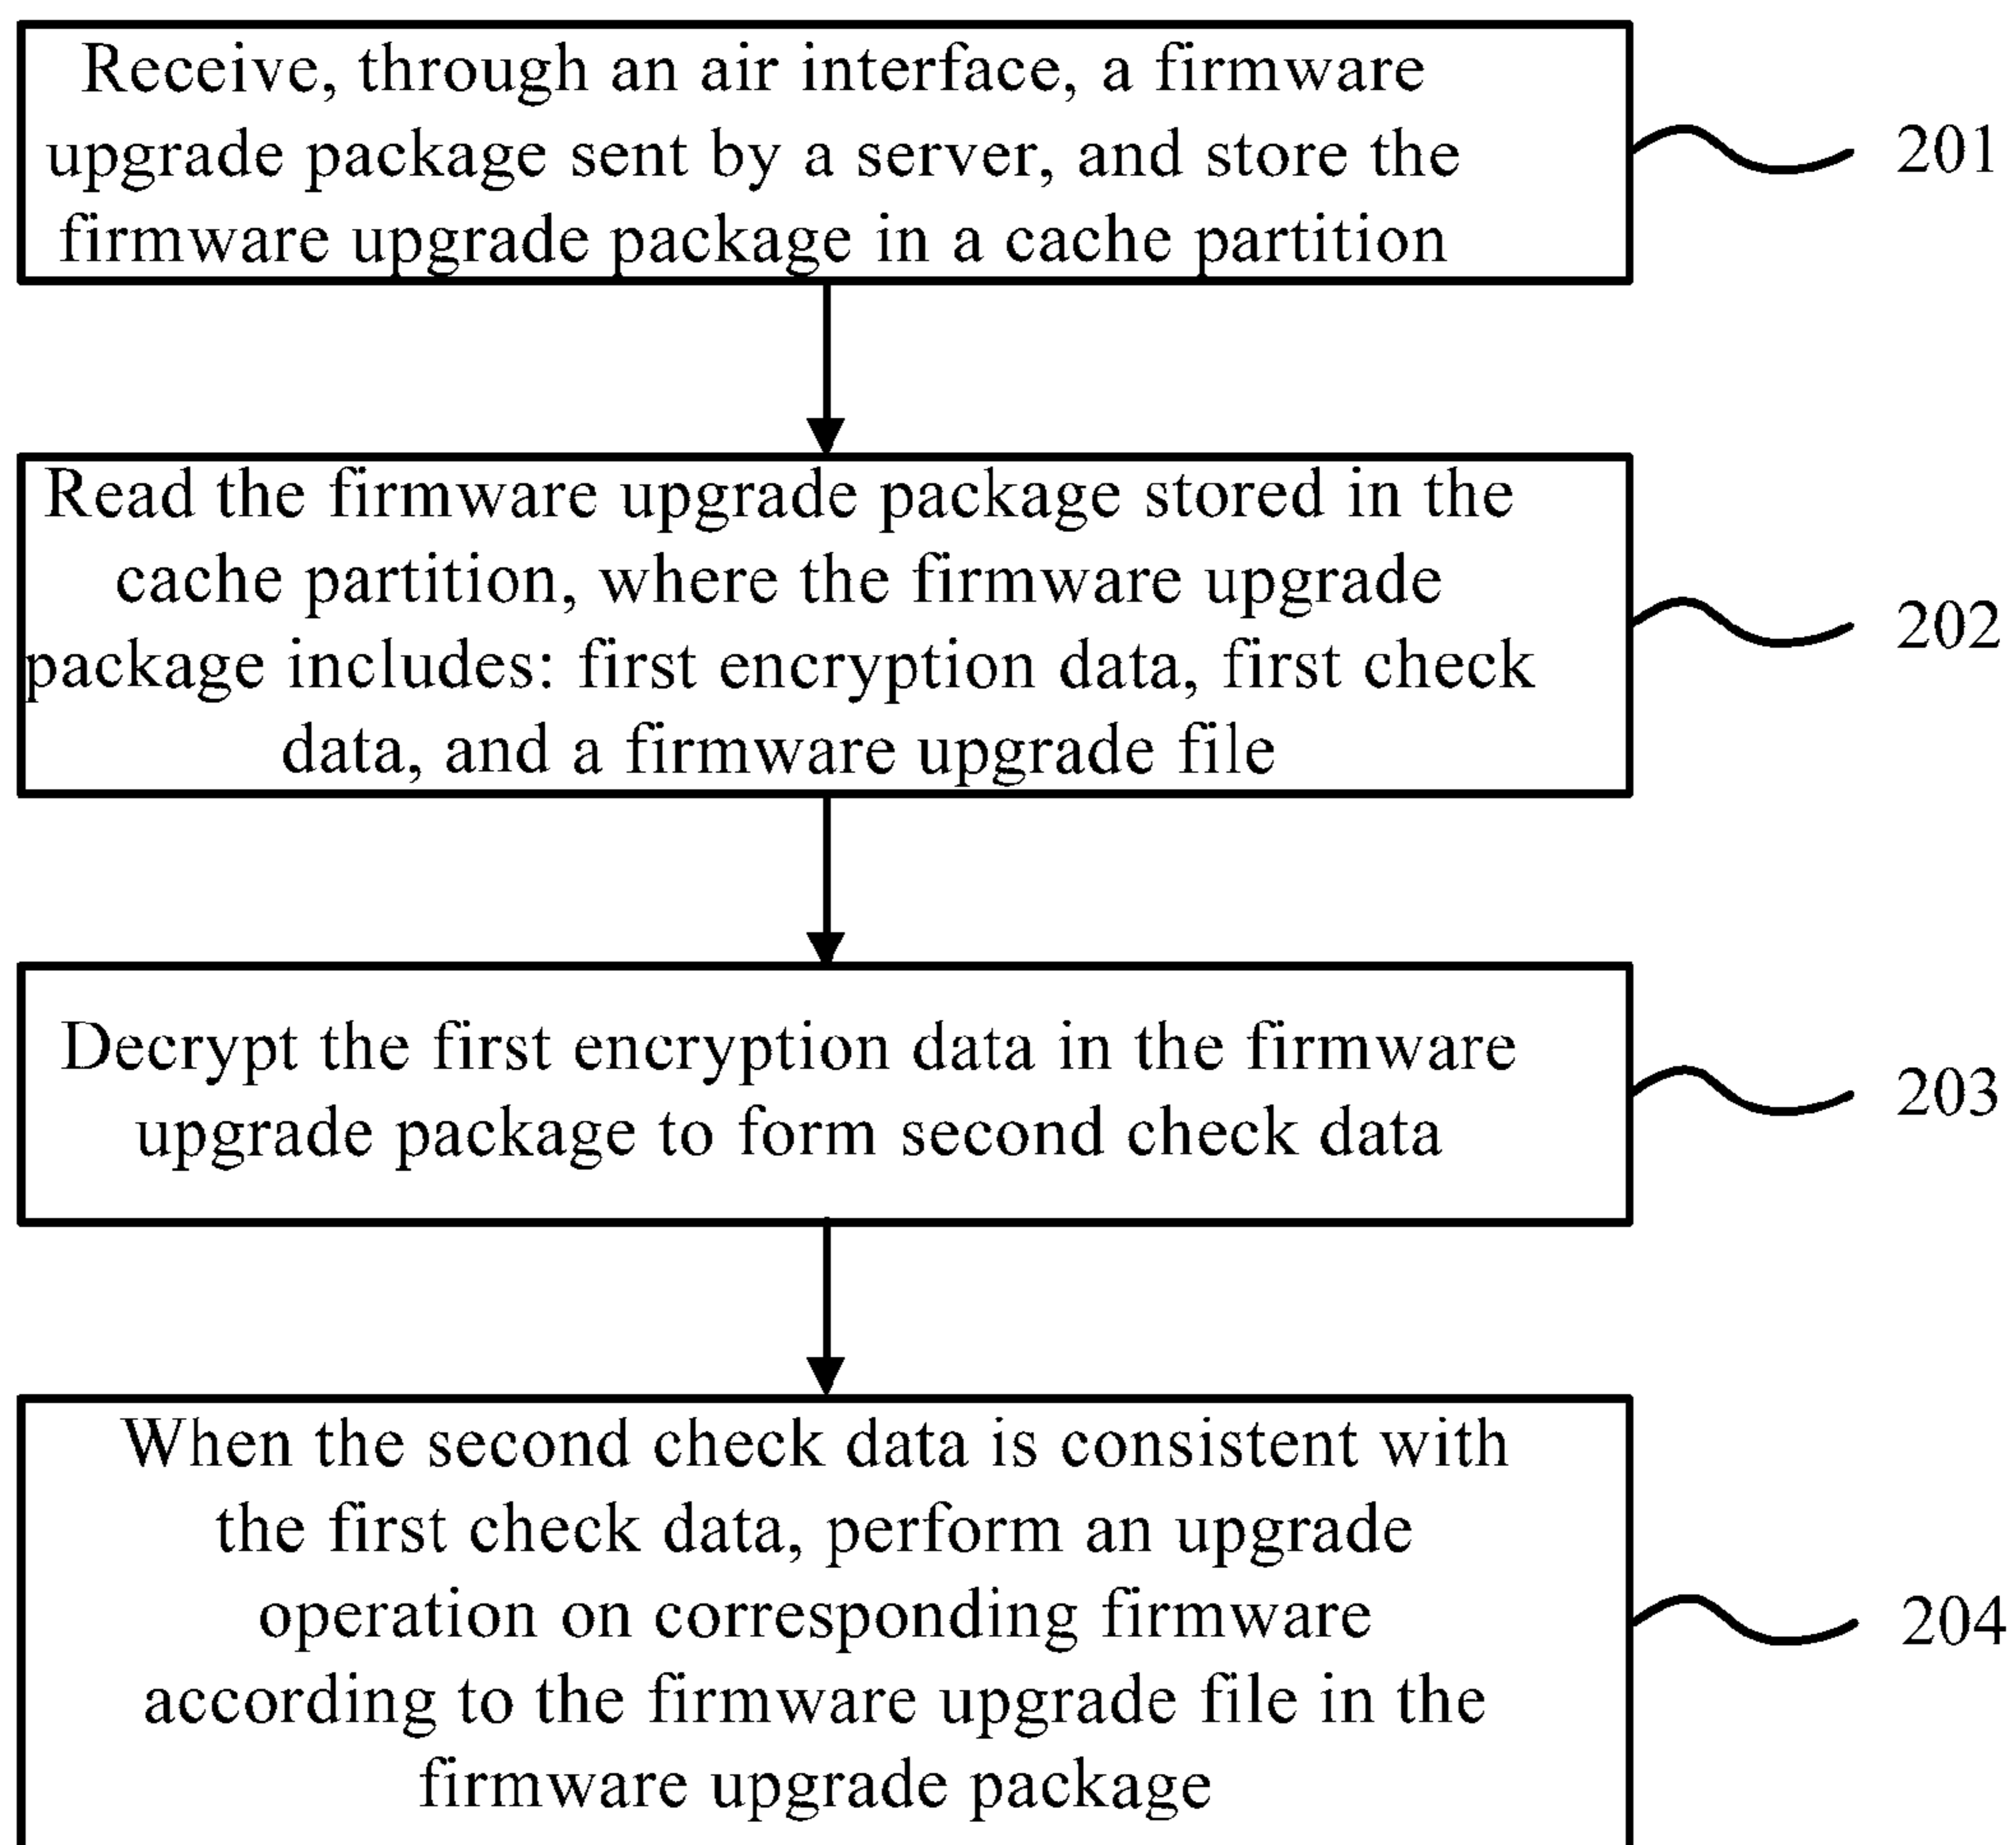 Receive, through an air interface, a firmware
upgrade package sent by a server, and store the
firmware upgrade package in a cache partition
201
Read the firmware upgrade package stored in the
cache partition, where the firmware upgrade
package includes: first encryption data, first check
data, and a firmware upgrade file
202
Decrypt the first encryption data in the firmware
upgrade package to form second check data
203
When the second check data is consistent with
the first check data, perform an upgrade
operation on corresponding firmware
according to the firmware upgrade file in the
firmware upgrade package
204